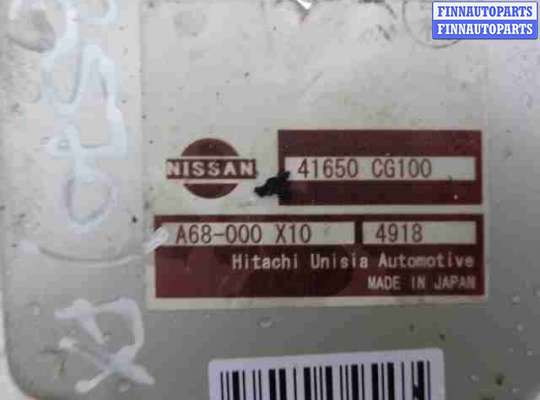 FINNAUTOPARTS
FINNAUTOPARTS
NISSAN
41650 CG100
A68-000 X10
4918
Hitachi Unisia Automotive
MADE IN JAPAN